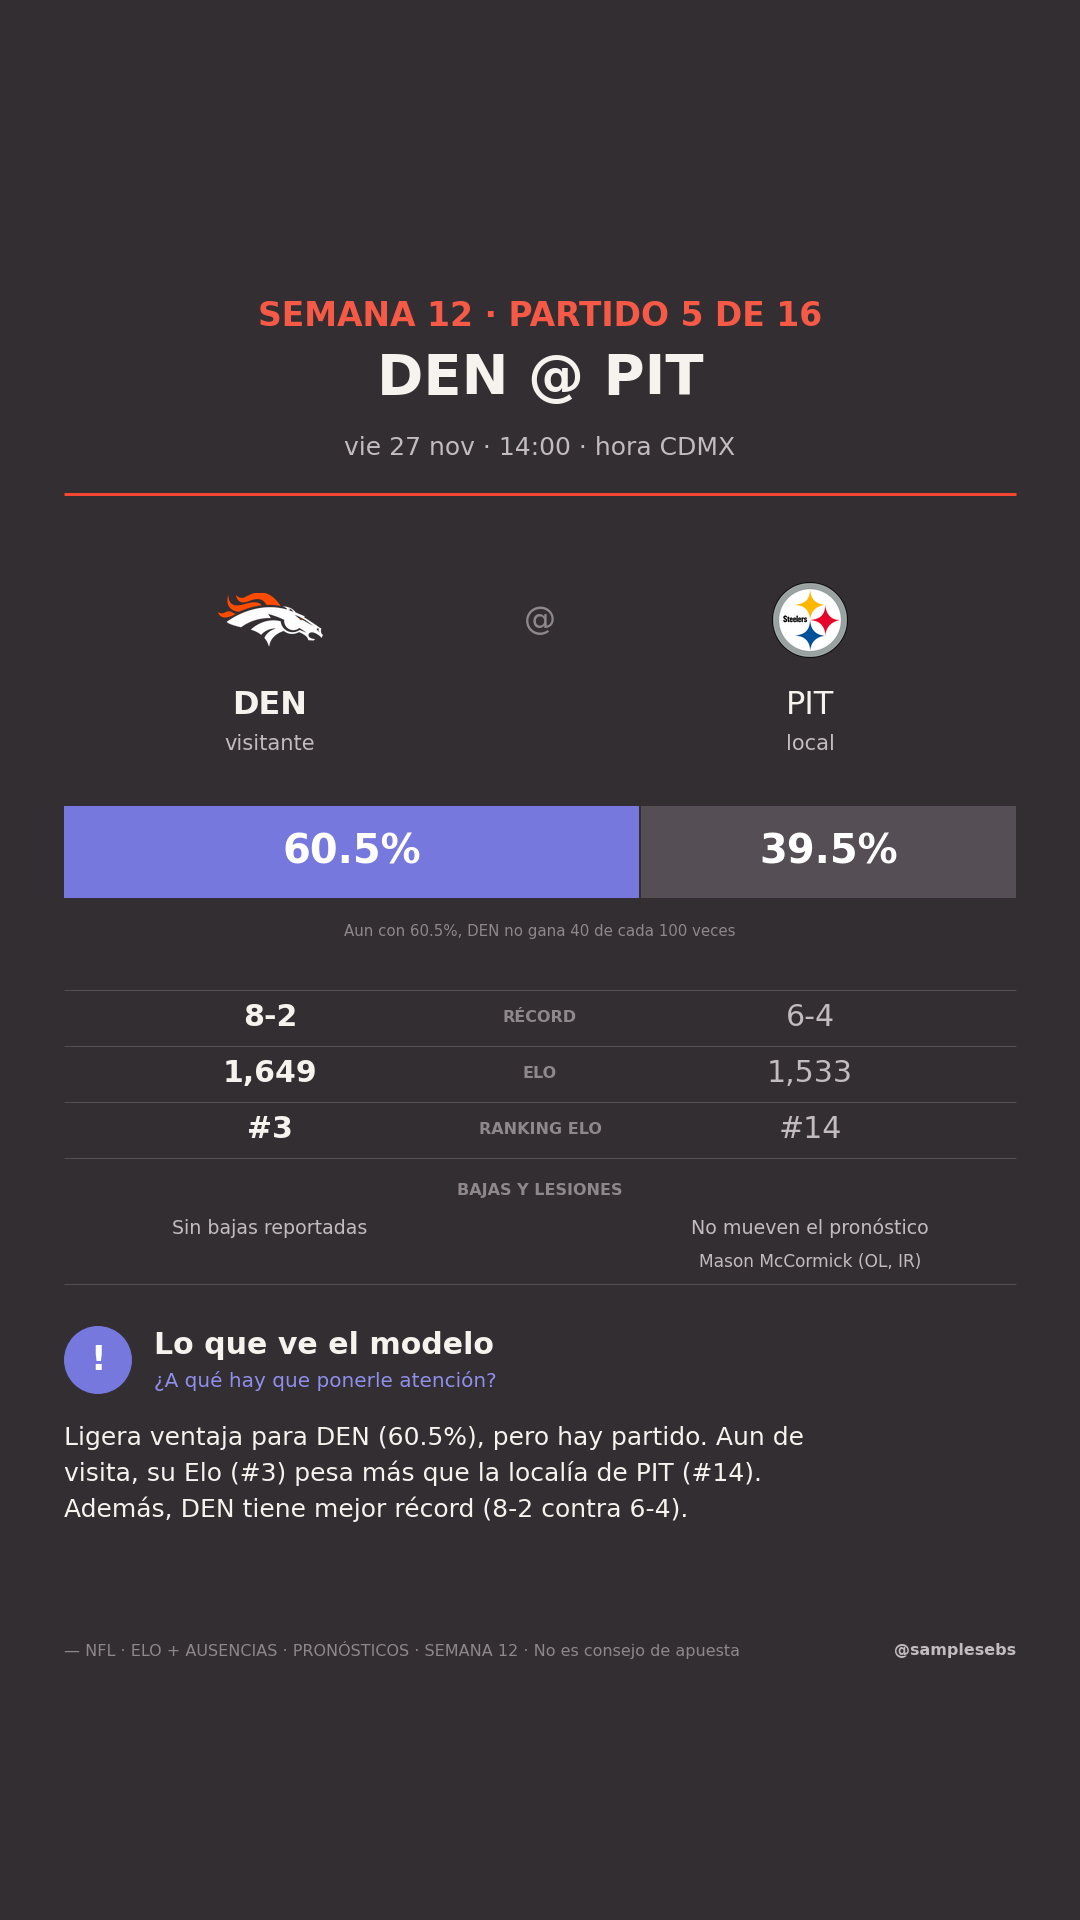 SEMANA 12 · PARTIDO 5 DE 16
DEN @ PIT
vie 27 nov · 14:00 · hora CDMX
@
Steelers
DEN
PIT
visitante
local
60.5%
39.5%
Aun con 60.5%, DEN no gana 40 de cada 100 veces
8-2
RÉCORD
6-4
1,649
ELO
1,533
#3
RANKING ELO
#14
BAJAS Y LESIONES
Sin bajas reportadas
No mueven el pronóstico
Mason McCormick (OL, IR)
!
Lo que ve el modelo
¿A qué hay que ponerle atención?
Ligera ventaja para DEN (60.5%), pero hay partido. Aun de
visita, su Elo (#3) pesa más que la localía de PIT (#14).
Además, DEN tiene mejor récord (8-2 contra 6-4).
— NFL · ELO + AUSENCIAS · PRONÓSTICOS · SEMANA 12 · No es consejo de apuesta
@samplesebs